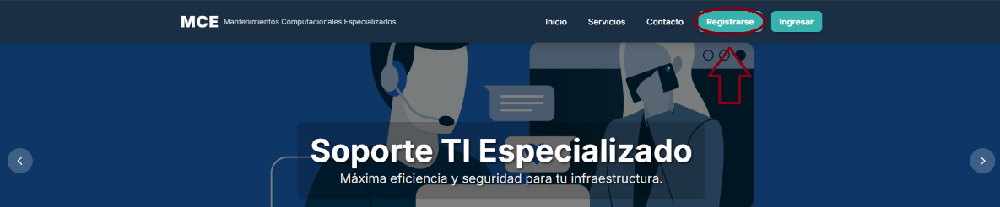 MCE Mantenimientos Computacionales Especializados Inicio Servicios Contacto Registrarse Ingresar
Soporte TI Especializado
Máxima eficiencia y seguridad para tu infraestructura.